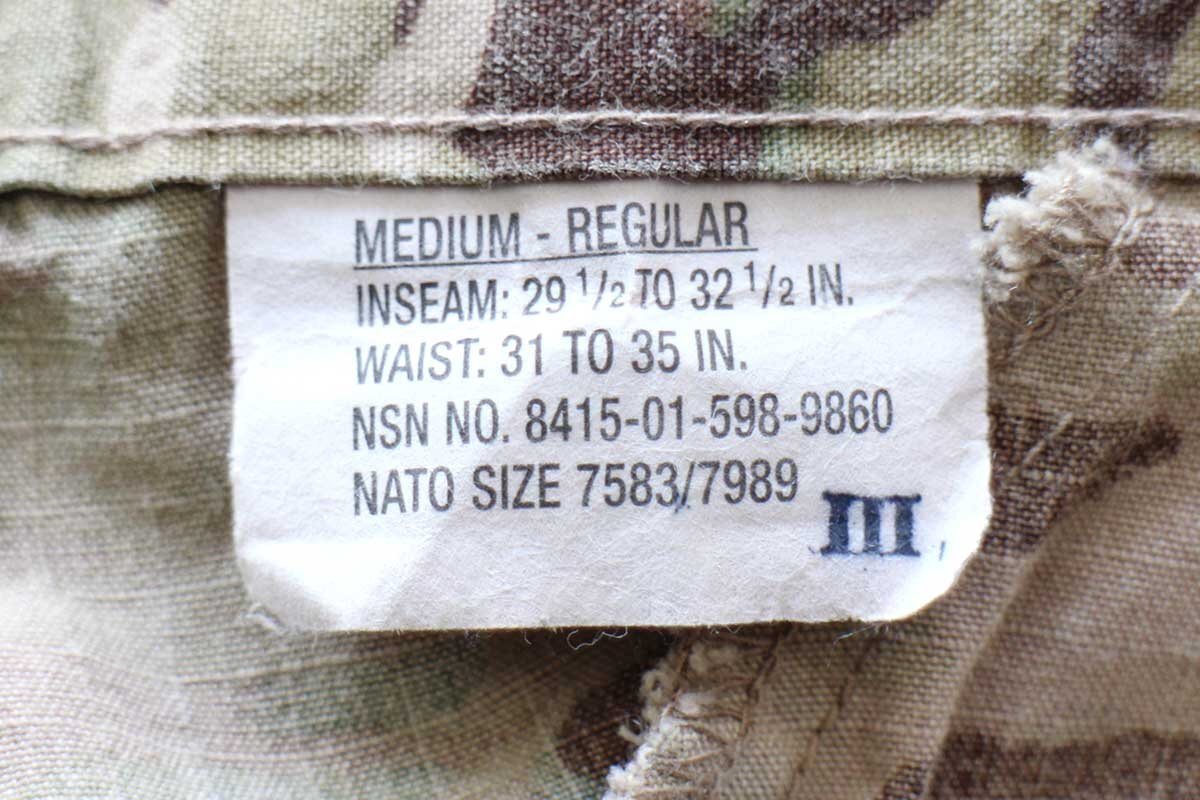 MEDIUM - REGULAR
INSEAM: 29 1/2 TO 32 1/2 IN.
WAIST: 31 TO 35 IN.
NSN NO. 8415-01-598-9860
NATO SIZE 7583/7989
III